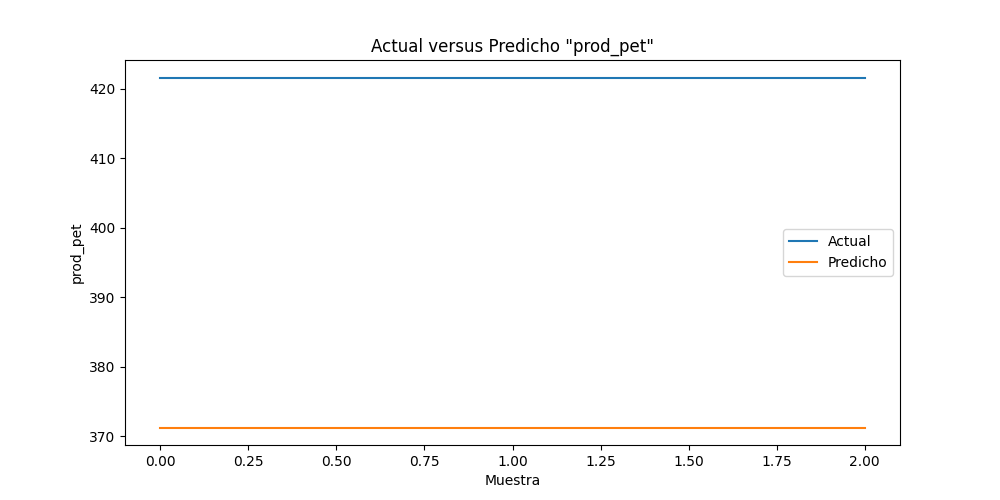 Actual versus Predicho "prod_pet"
420
410
400
390
380
370
prod_pet
Actual
Predicho
0.00 0.25 0.50 0.75 1.00 1.25 1.50 1.75 2.00
Muestra